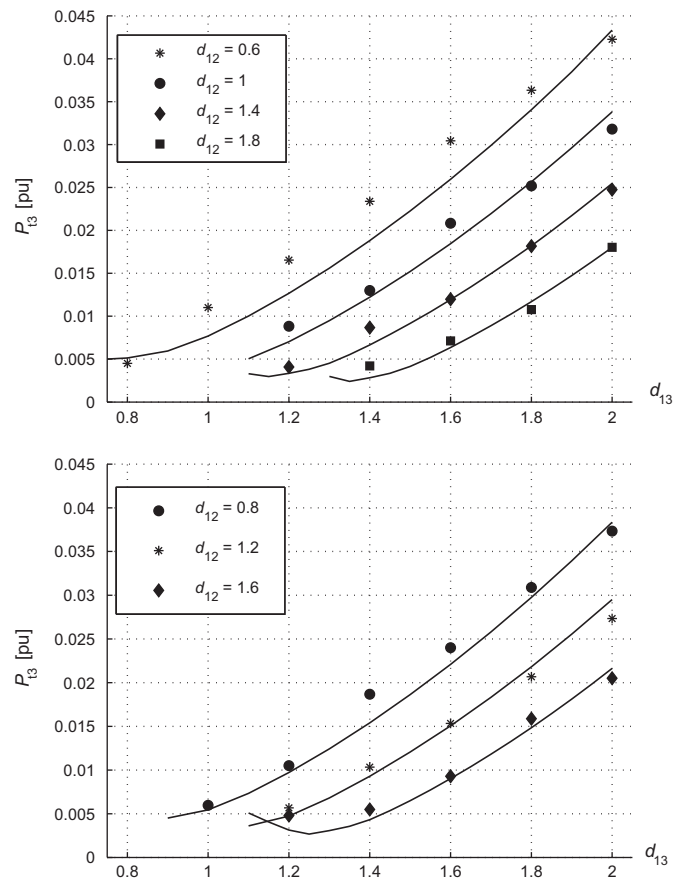 0.045
0.04
0.035
0.03
0.025
0.02
0.015
0.01
0.005
0
P_t3 [pu]
d_12 = 0.6
d_12 = 1
d_12 = 1.4
d_12 = 1.8
0.8 1 1.2 1.4 1.6 1.8 2
d_13
0.045
0.04
0.035
0.03
0.025
0.02
0.015
0.01
0.005
0
P_t3 [pu]
d_12 = 0.8
d_12 = 1.2
d_12 = 1.6
0.8 1 1.2 1.4 1.6 1.8 2
d_13